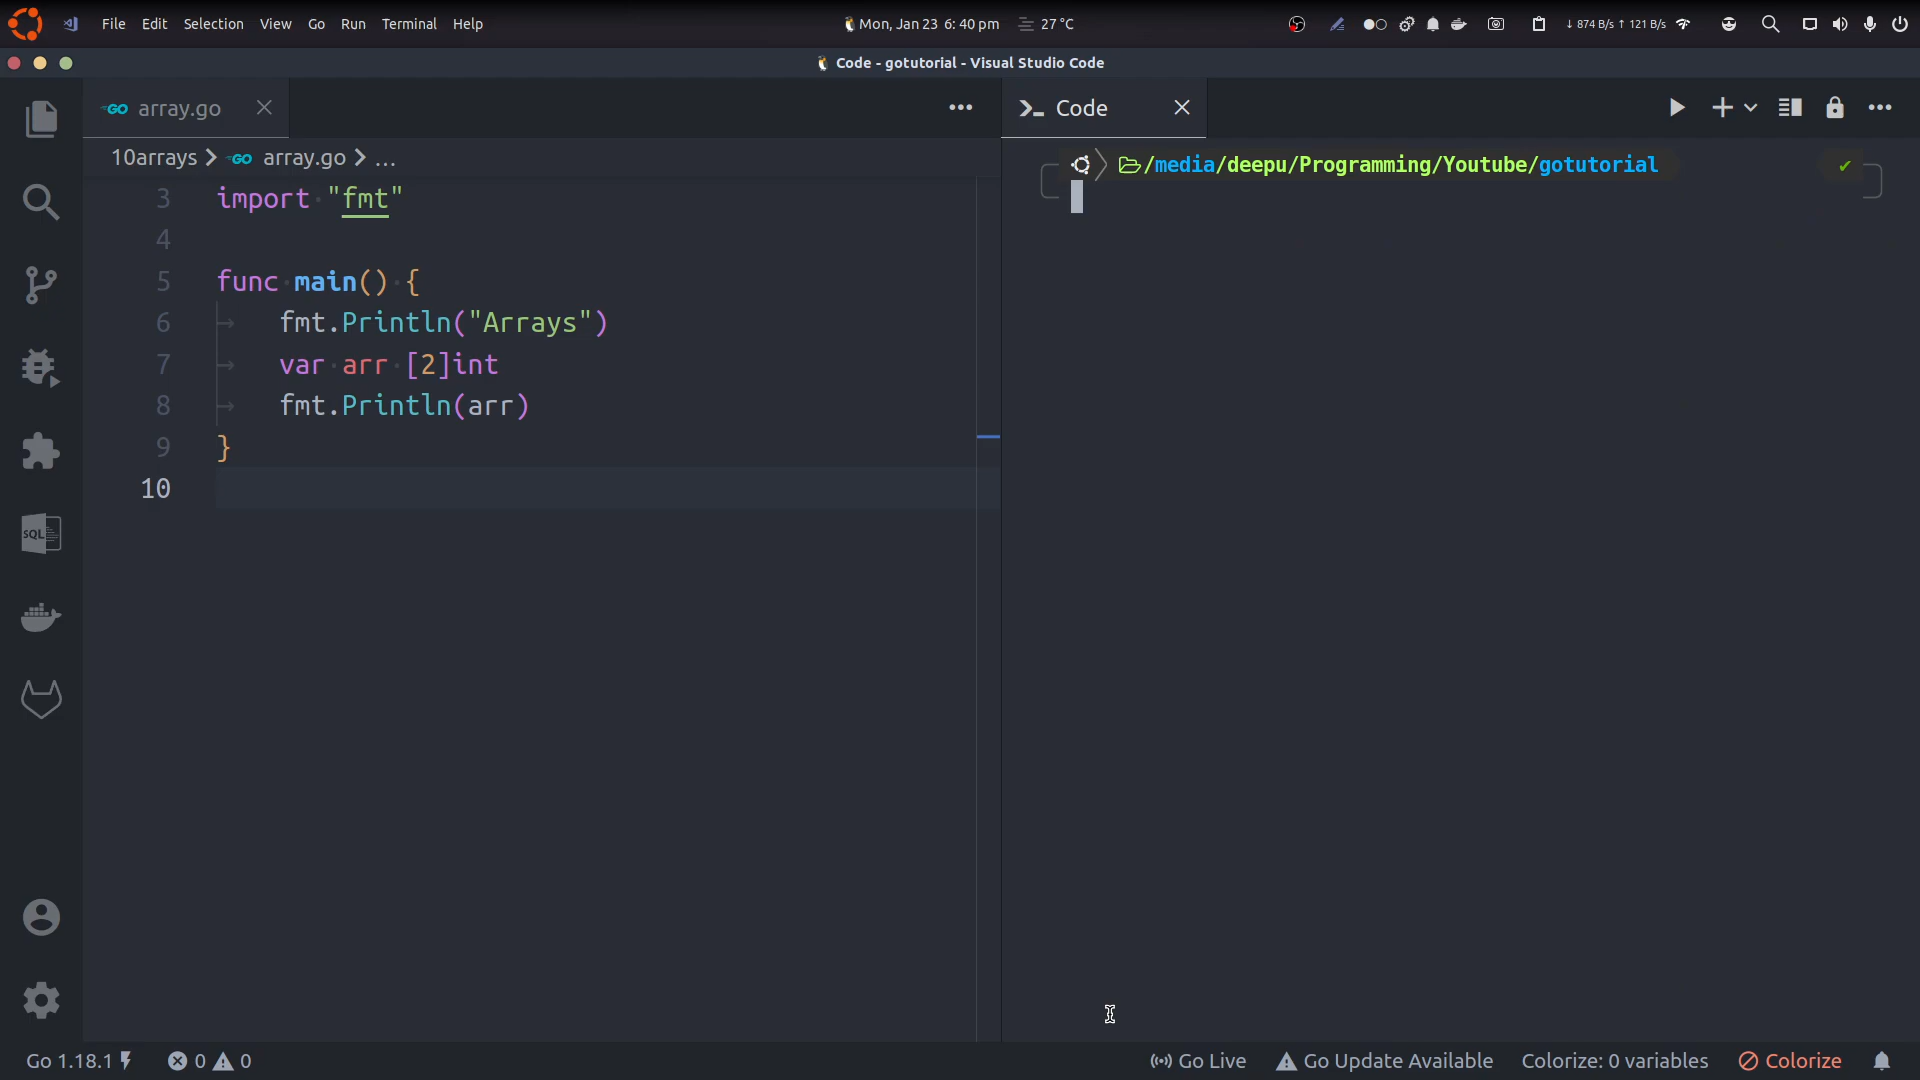 File Edit Selection View Go Run Terminal Help
Mon, Jan 23 6: 40 pm 27 °C
↓ 874 B/s ↑ 121 B/s
Code - gotutorial - Visual Studio Code
GO array.go
10arrays > GO array.go > ...
3 import "fmt"
4
5 func main() {
6 fmt.Println("Arrays")
7 var arr [2]int
8 fmt.Println(arr)
9 }
10
Code
/media/deepu/Programming/Youtube/gotutorial ✔
SQL
Go 1.18.1 0 0
Go Live Go Update Available Colorize: 0 variables Colorize